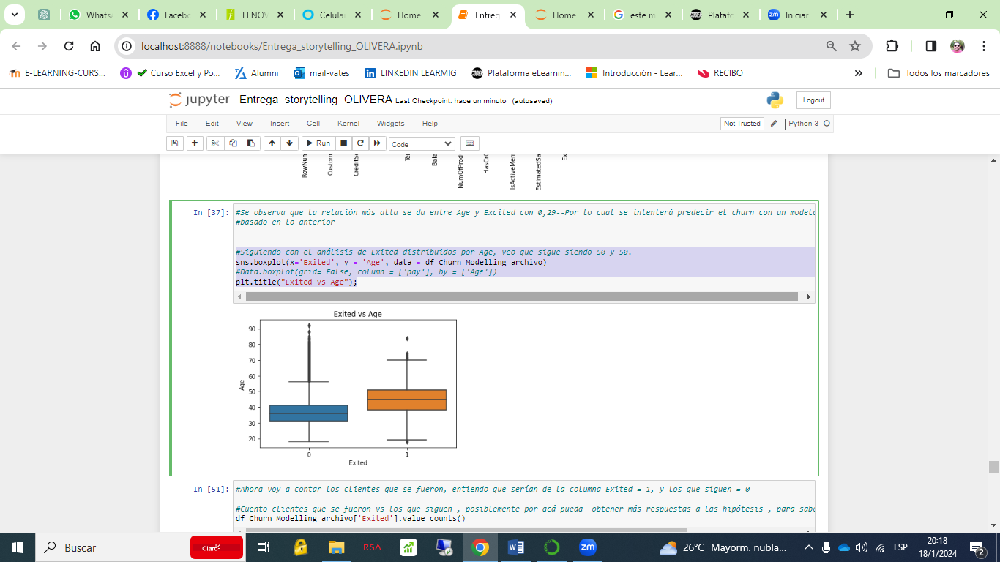 WhatsA
Facebo
LENOV
Celular
Home
Entreg
Home
este m
Platafo
Iniciar
localhost:8888/notebooks/Entrega_storytelling_OLIVERA.ipynb
E-LEARNING-CURS...
Curso Excel y Po...
Alumni
mail-vates
LINKEDIN LEARMIG
Plataforma eLearnin...
Introducción - Lear...
RECIBO
Todos los marcadores
jupyter Entrega_storytelling_OLIVERA Last Checkpoint: hace un minuto (autosaved)
Logout
File Edit View Insert Cell Kernel Widgets Help
Not Trusted
Python 3
Run
Code
RowNum
Custom
CreditSc
Ter
Bala
NumOfProdu
HasCrC
IsActiveMem
EstimatedSa
Ex
In [37]:
#Se observa que la relación más alta se da entre Age y Excited con 0,29--Por lo cual se intenterá predecir el churn con un modelo
#basado en lo anterior
#Siguiendo con el análisis de Exited distribuidos por Age, veo que sigue siendo 50 y 50.
sns.boxplot(x='Exited', y = 'Age', data = df_Churn_Modelling_archivo)
#Data.boxplot(grid= False, column = ['pay'], by = ['Age'])
plt.title("Exited vs Age");
Exited vs Age
90
80
70
60
50
40
30
20
Age
0 1
Exited
In [51]:
#Ahora voy a contar los clientes que se fueron, entiendo que serían de la columna Exited = 1, y los que siguen = 0
#Cuento clientes que se fueron vs los que siguen , posiblemente por acá pueda  obtener más respuestas a las hipótesis , para sabe
df_Churn_Modelling_archivo['Exited'].value_counts()
Buscar
Claro
RSA
W
zm
26°C Mayorm. nubla...
ESP
20:18
18/1/2024
2